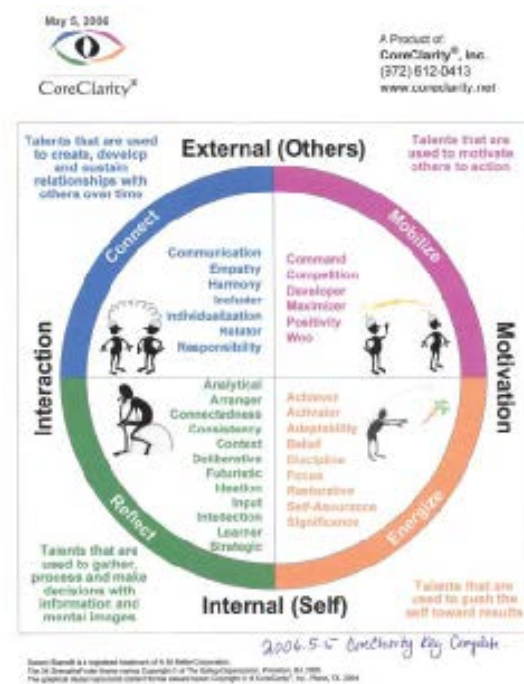 May 5, 2006
CoreClarity®
A Product of
CoreClarity®, Inc.
(972) 612-0413
www.coreclarity.net
Talents that are used
to create, develop
and sustain
relationships with
others over time
External (Others)
Talents that are
used to motivate
others to action
Connect
Mobilize
Communication
Empathy
Harmony
Includer
Individualization
Relator
Responsibility
Command
Competition
Developer
Maximizer
Positivity
Woo
Interaction
Motivation
Analytical
Arranger
Connectedness
Consistency
Context
Deliberative
Futuristic
Ideation
Input
Intellection
Learner
Strategic
Achiever
Activator
Adaptability
Belief
Discipline
Focus
Restorative
Self-Assurance
Significance
Reflect
Energize
Talents that are
used to gather,
process and make
decisions with
information and
mental images
Internal (Self)
Talents that are
used to push the
self toward results
2006.5.5 CoreClarity Key Complete